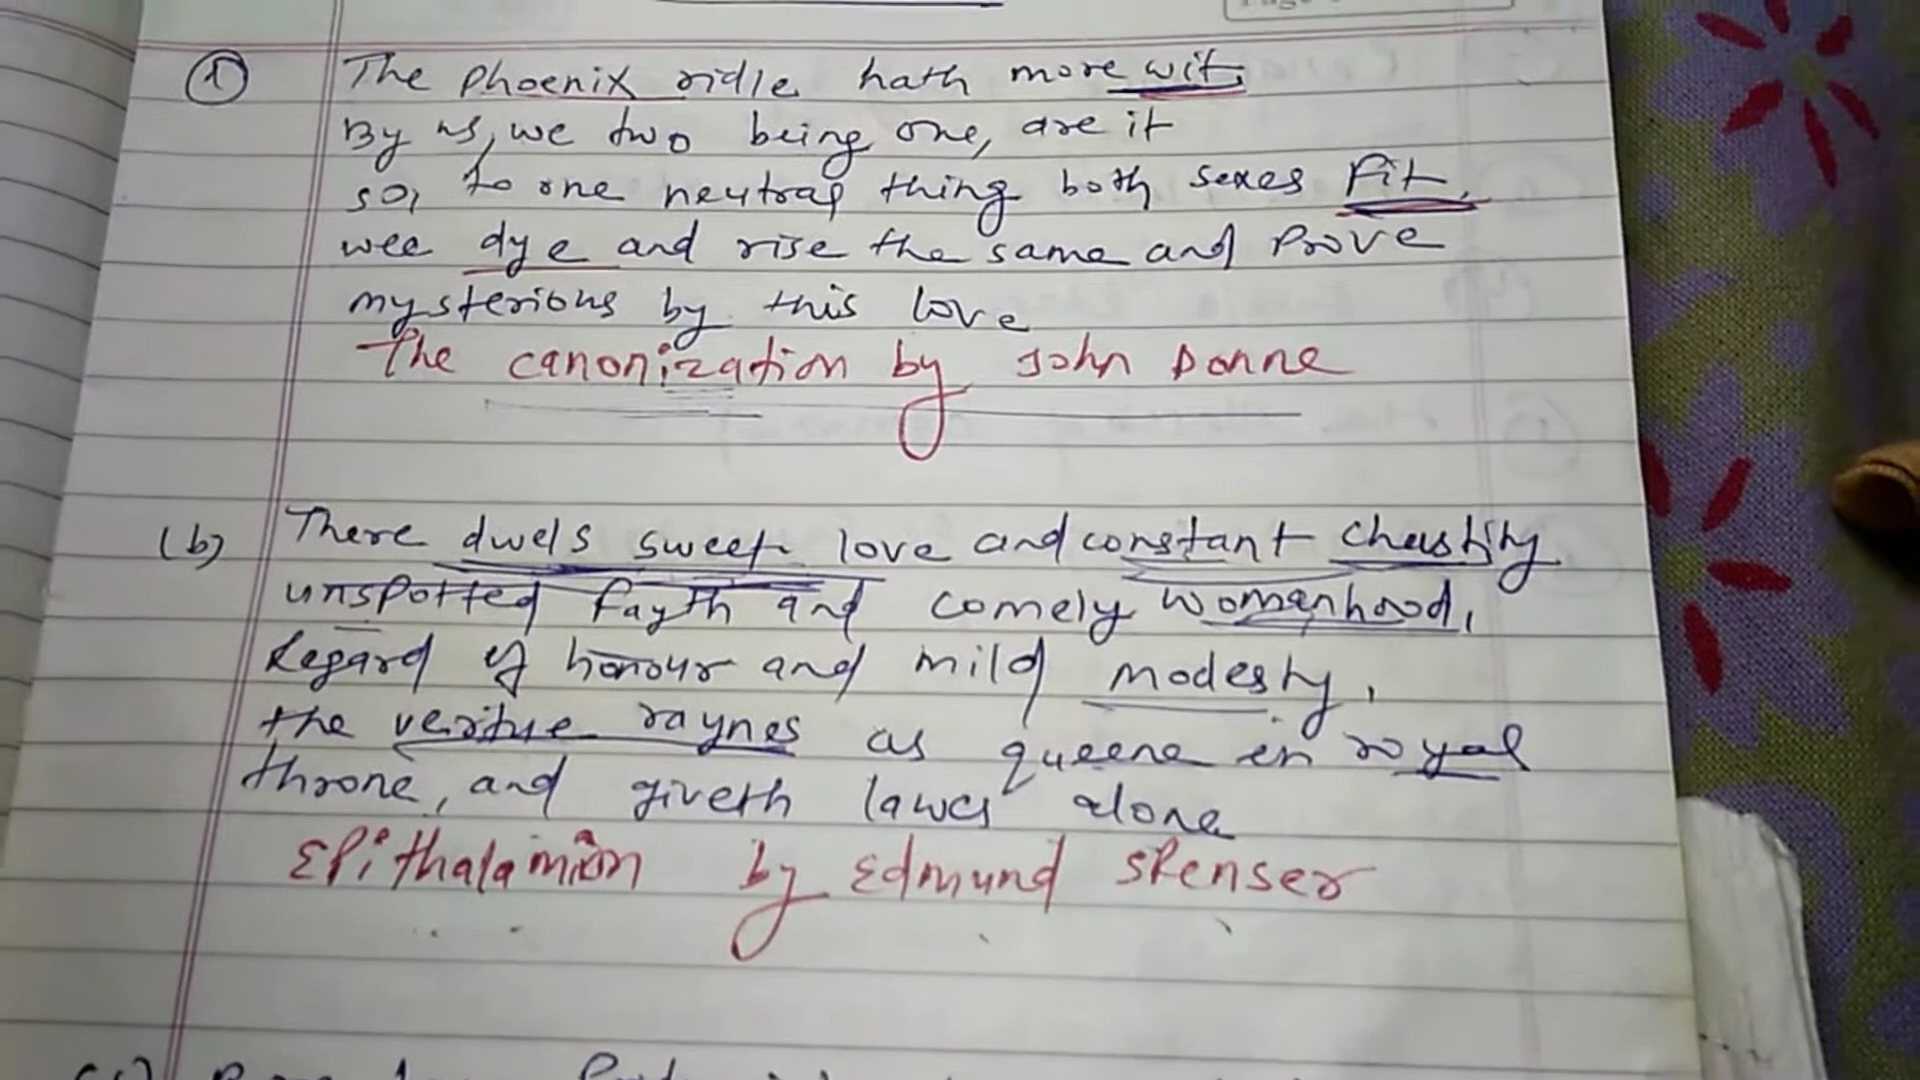 ① The Phoenix ridle hath more wit,
By us, we two being one, are it
so, to one neutral thing both sexes fit,
wee dye and rise the same and Prove
mysterious by this love
The canonization by John Donne
(b) There dwels sweet love and constant chastity
unspotted fayth and comely womanhood,
Regard of honour and mild modesty,
the vertue raynes as queene in royal
throne, and giveth lawes alone
Epithalamion by Edmund Spenser